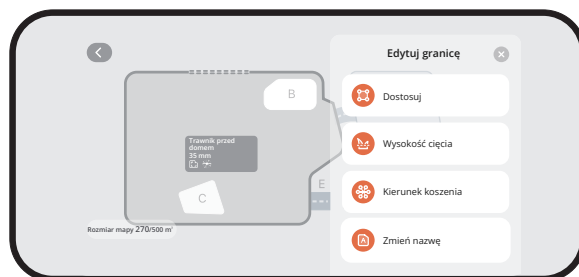 Edytuj granicę
B
Dostosuj
Trawnik przed
domem
35 mm
Wysokość cięcia
E
Kierunek koszenia
C
Rozmiar mapy 270/500 m²
Zmień nazwę